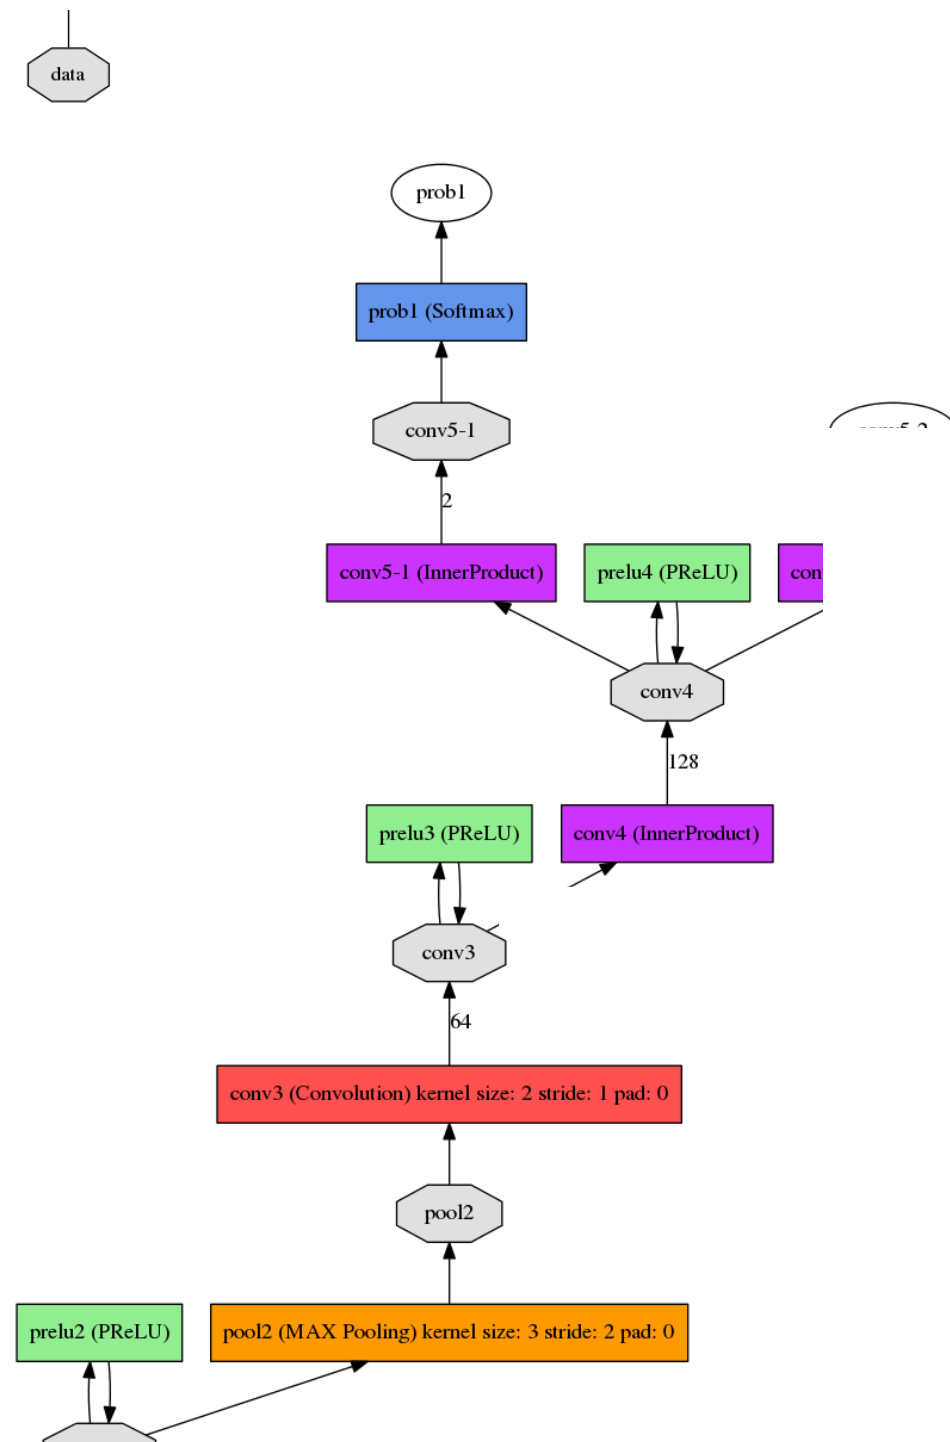 data
prob1
prob1 (Softmax)
conv5-1
2
conv5-1 (InnerProduct)
prelu4 (PReLU)
con
conv4
128
prelu3 (PReLU)
conv4 (InnerProduct)
conv3
64
conv3 (Convolution) kernel size: 2 stride: 1 pad: 0
pool2
prelu2 (PReLU)
pool2 (MAX Pooling) kernel size: 3 stride: 2 pad: 0